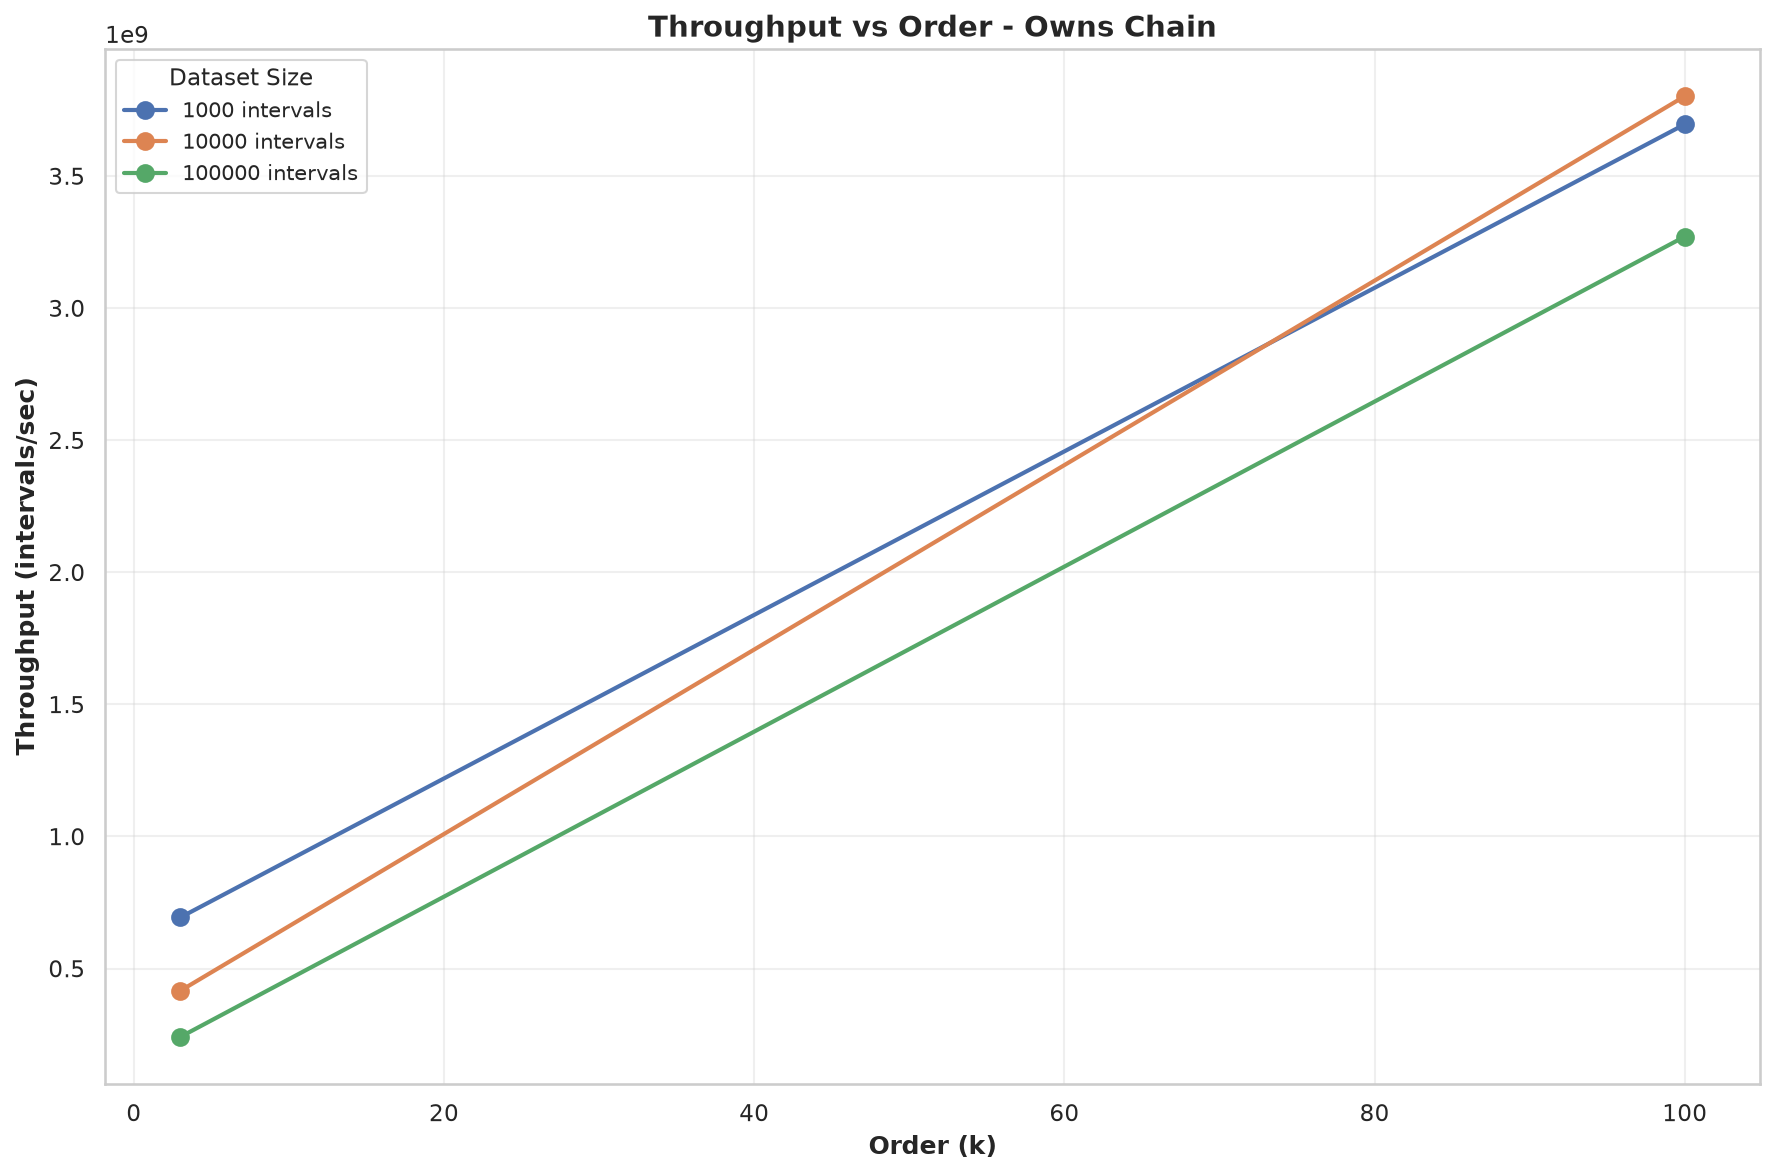 Throughput vs Order - Owns Chain
1e9
Dataset Size
1000 intervals
10000 intervals
100000 intervals
3.5
3.0
2.5
2.0
1.5
1.0
0.5
Throughput (intervals/sec)
0 20 40 60 80 100
Order (k)